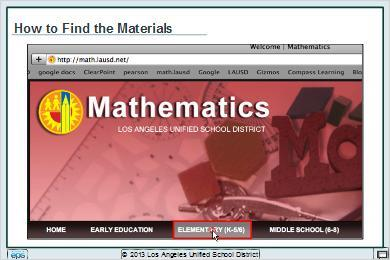 How to Find the Materials
Welcome | Mathematics
http://math.lausd.net/
google docs ClearPoint pearson math.lausd Google LAUSD Gizmos Compass Learning Blo
Mathematics
LOS ANGELES UNIFIED SCHOOL DISTRICT
HOME EARLY EDUCATION ELEMENTARY (K-5/6) MIDDLE SCHOOL (6-8)
eps © 2013 Los Angeles Unified School District